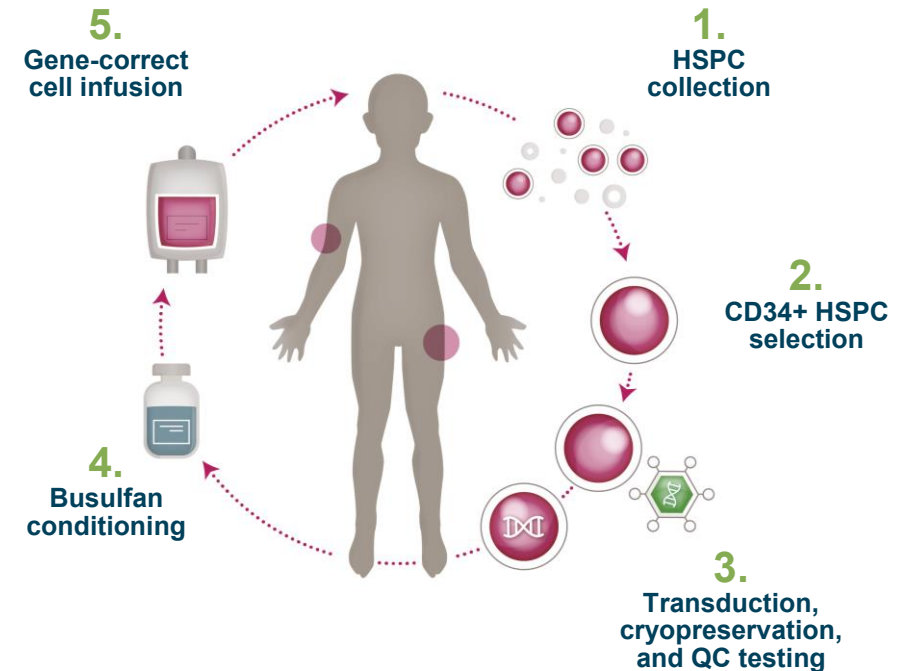 1.
HSPC
collection
2.
CD34+ HSPC
selection
3.
Transduction,
cryopreservation,
and QC testing
4.
Busulfan
conditioning
5.
Gene-correct
cell infusion